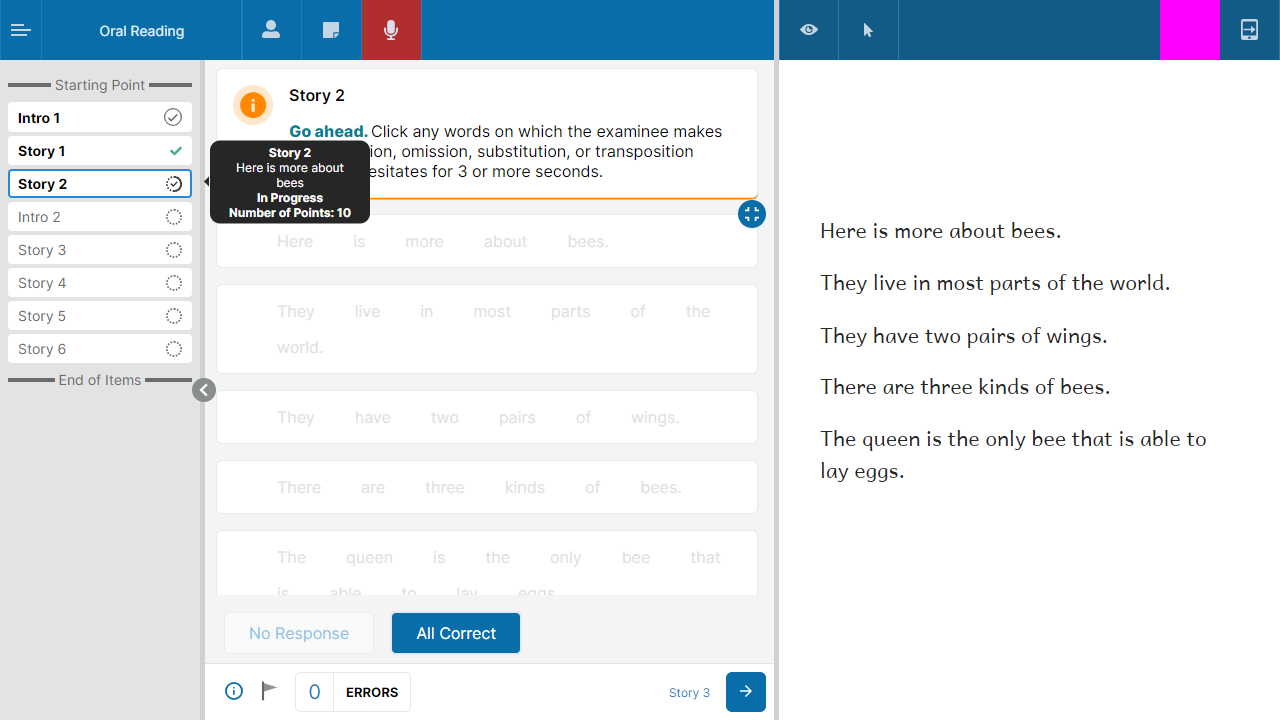 Oral Reading
Starting Point
Intro 1
Story 1
Story 2
Intro 2
Story 3
Story 4
Story 5
Story 6
End of Items
Story 2
Go ahead. Click any words on which the examinee makes
ion, omission, substitution, or transposition
esitates for 3 or more seconds.
Story 2
Here is more about
bees
In Progress
Number of Points: 10
Here is more about bees.
They live in most parts of the
world.
They have two pairs of wings.
There are three kinds of bees.
The queen is the only bee that
is able to lay eggs
No Response
All Correct
0 ERRORS
Story 3
Here is more about bees.
They live in most parts of the world.
They have two pairs of wings.
There are three kinds of bees.
The queen is the only bee that is able to
lay eggs.